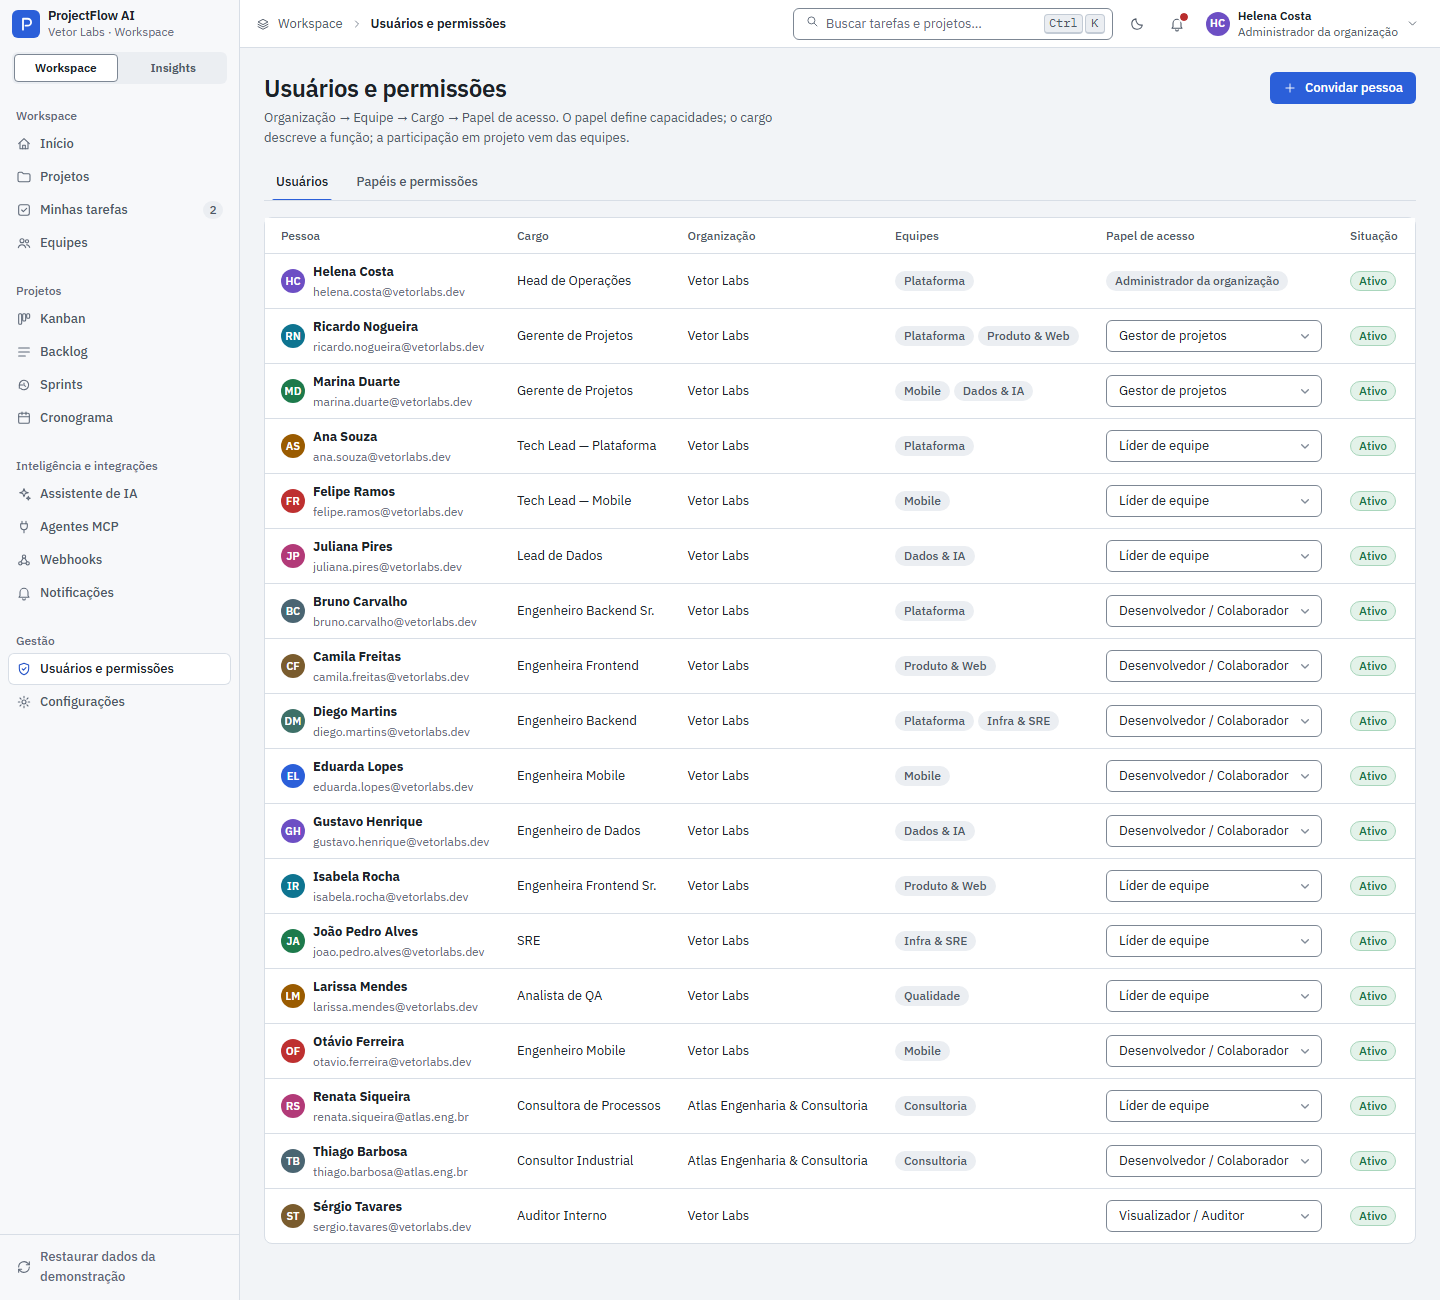 ProjectFlow AI
Vetor Labs · Workspace
Workspace
Insights
Workspace
Início
Projetos
Minhas tarefas
2
Equipes
Projetos
Kanban
Backlog
Sprints
Cronograma
Inteligência e integrações
Assistente de IA
Agentes MCP
Webhooks
Notificações
Gestão
Usuários e permissões
Configurações
Restaurar dados da
demonstração
Workspace
Usuários e permissões
Buscar tarefas e projetos…
Ctrl K
HC
Helena Costa
Administrador da organização
Usuários e permissões
Organização → Equipe → Cargo → Papel de acesso. O papel define capacidades; o cargo
descreve a função; a participação em projeto vem das equipes.
Convidar pessoa
Usuários
Papéis e permissões
Pessoa Cargo Organização Equipes Papel de acesso Situação
HC Helena Costa
helena.costa@vetorlabs.dev
Head de Operações Vetor Labs Plataforma Administrador da organização Ativo
RN Ricardo Nogueira
ricardo.nogueira@vetorlabs.dev
Gerente de Projetos Vetor Labs Plataforma Produto & Web Gestor de projetos Ativo
MD Marina Duarte
marina.duarte@vetorlabs.dev
Gerente de Projetos Vetor Labs Mobile Dados & IA Gestor de projetos Ativo
AS Ana Souza
ana.souza@vetorlabs.dev
Tech Lead — Plataforma Vetor Labs Plataforma Líder de equipe Ativo
FR Felipe Ramos
felipe.ramos@vetorlabs.dev
Tech Lead — Mobile Vetor Labs Mobile Líder de equipe Ativo
JP Juliana Pires
juliana.pires@vetorlabs.dev
Lead de Dados Vetor Labs Dados & IA Líder de equipe Ativo
BC Bruno Carvalho
bruno.carvalho@vetorlabs.dev
Engenheiro Backend Sr. Vetor Labs Plataforma Desenvolvedor / Colaborador Ativo
CF Camila Freitas
camila.freitas@vetorlabs.dev
Engenheira Frontend Vetor Labs Produto & Web Desenvolvedor / Colaborador Ativo
DM Diego Martins
diego.martins@vetorlabs.dev
Engenheiro Backend Vetor Labs Plataforma Infra & SRE Desenvolvedor / Colaborador Ativo
EL Eduarda Lopes
eduarda.lopes@vetorlabs.dev
Engenheira Mobile Vetor Labs Mobile Desenvolvedor / Colaborador Ativo
GH Gustavo Henrique
gustavo.henrique@vetorlabs.dev
Engenheiro de Dados Vetor Labs Dados & IA Desenvolvedor / Colaborador Ativo
IR Isabela Rocha
isabela.rocha@vetorlabs.dev
Engenheira Frontend Sr. Vetor Labs Produto & Web Líder de equipe Ativo
JA João Pedro Alves
joao.pedro.alves@vetorlabs.dev
SRE Vetor Labs Infra & SRE Líder de equipe Ativo
LM Larissa Mendes
larissa.mendes@vetorlabs.dev
Analista de QA Vetor Labs Qualidade Líder de equipe Ativo
OF Otávio Ferreira
otavio.ferreira@vetorlabs.dev
Engenheiro Mobile Vetor Labs Mobile Desenvolvedor / Colaborador Ativo
RS Renata Siqueira
renata.siqueira@atlas.eng.br
Consultora de Processos Atlas Engenharia & Consultoria Consultoria Líder de equipe Ativo
TB Thiago Barbosa
thiago.barbosa@atlas.eng.br
Consultor Industrial Atlas Engenharia & Consultoria Consultoria Desenvolvedor / Colaborador Ativo
ST Sérgio Tavares
sergio.tavares@vetorlabs.dev
Auditor Interno Vetor Labs Visualizador / Auditor Ativo